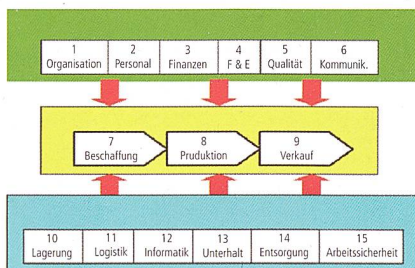 1 2 3 4 5 6
Organisation Personal Finanzen F & E Qualität Kommunik.
7 8 9
Beschaffung Pruduktion Verkauf
10 11 12 13 14 15
Lagerung Logistik Informatik Unterhalt Entsorgung Arbeitssicherheit